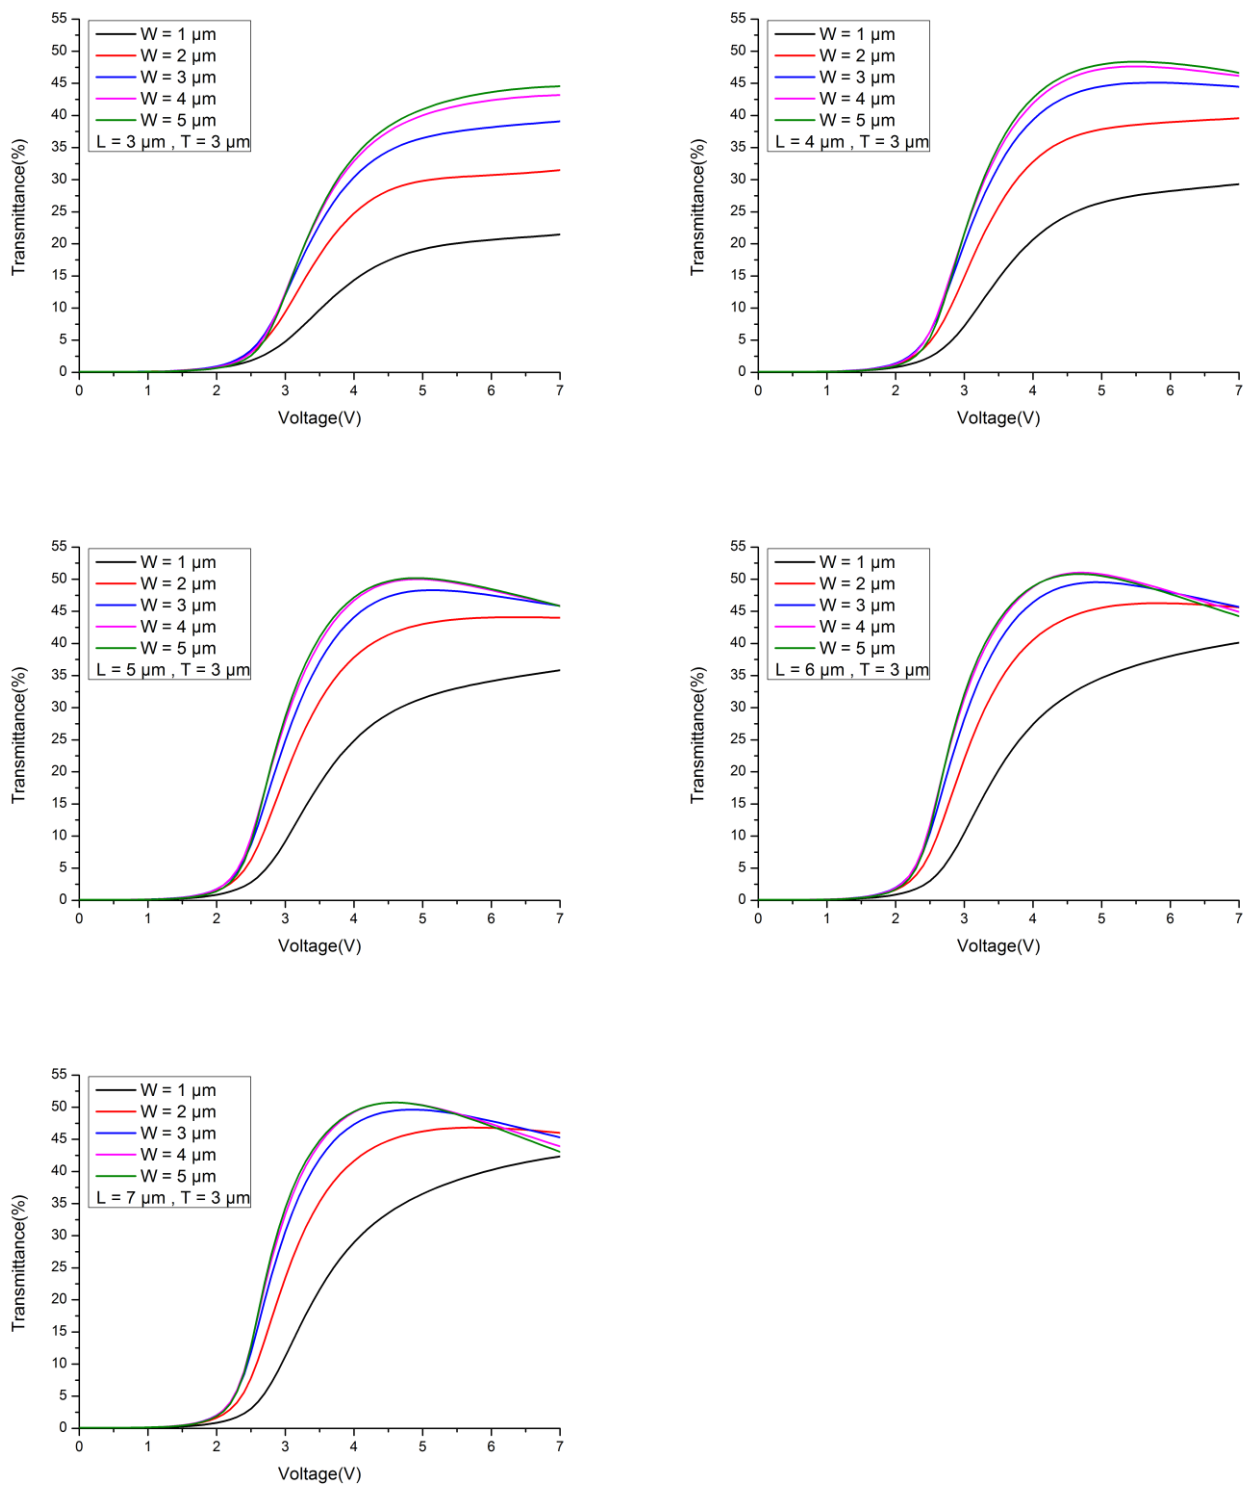 55
50
45
40
35
30
25
20
15
10
5
0
Transmittance(%)
W = 1 μm
W = 2 μm
W = 3 μm
W = 4 μm
W = 5 μm
L = 3 μm , T = 3 μm
0 1 2 3 4 5 6 7
Voltage(V)
55
50
45
40
35
30
25
20
15
10
5
0
Transmittance(%)
W = 1 μm
W = 2 μm
W = 3 μm
W = 4 μm
W = 5 μm
L = 4 μm , T = 3 μm
0 1 2 3 4 5 6 7
Voltage(V)
55
50
45
40
35
30
25
20
15
10
5
0
Transmittance(%)
W = 1 μm
W = 2 μm
W = 3 μm
W = 4 μm
W = 5 μm
L = 5 μm , T = 3 μm
0 1 2 3 4 5 6 7
Voltage(V)
55
50
45
40
35
30
25
20
15
10
5
0
Transmittance(%)
W = 1 μm
W = 2 μm
W = 3 μm
W = 4 μm
W = 5 μm
L = 6 μm , T = 3 μm
0 1 2 3 4 5 6 7
Voltage(V)
55
50
45
40
35
30
25
20
15
10
5
0
Transmittance(%)
W = 1 μm
W = 2 μm
W = 3 μm
W = 4 μm
W = 5 μm
L = 7 μm , T = 3 μm
0 1 2 3 4 5 6 7
Voltage(V)